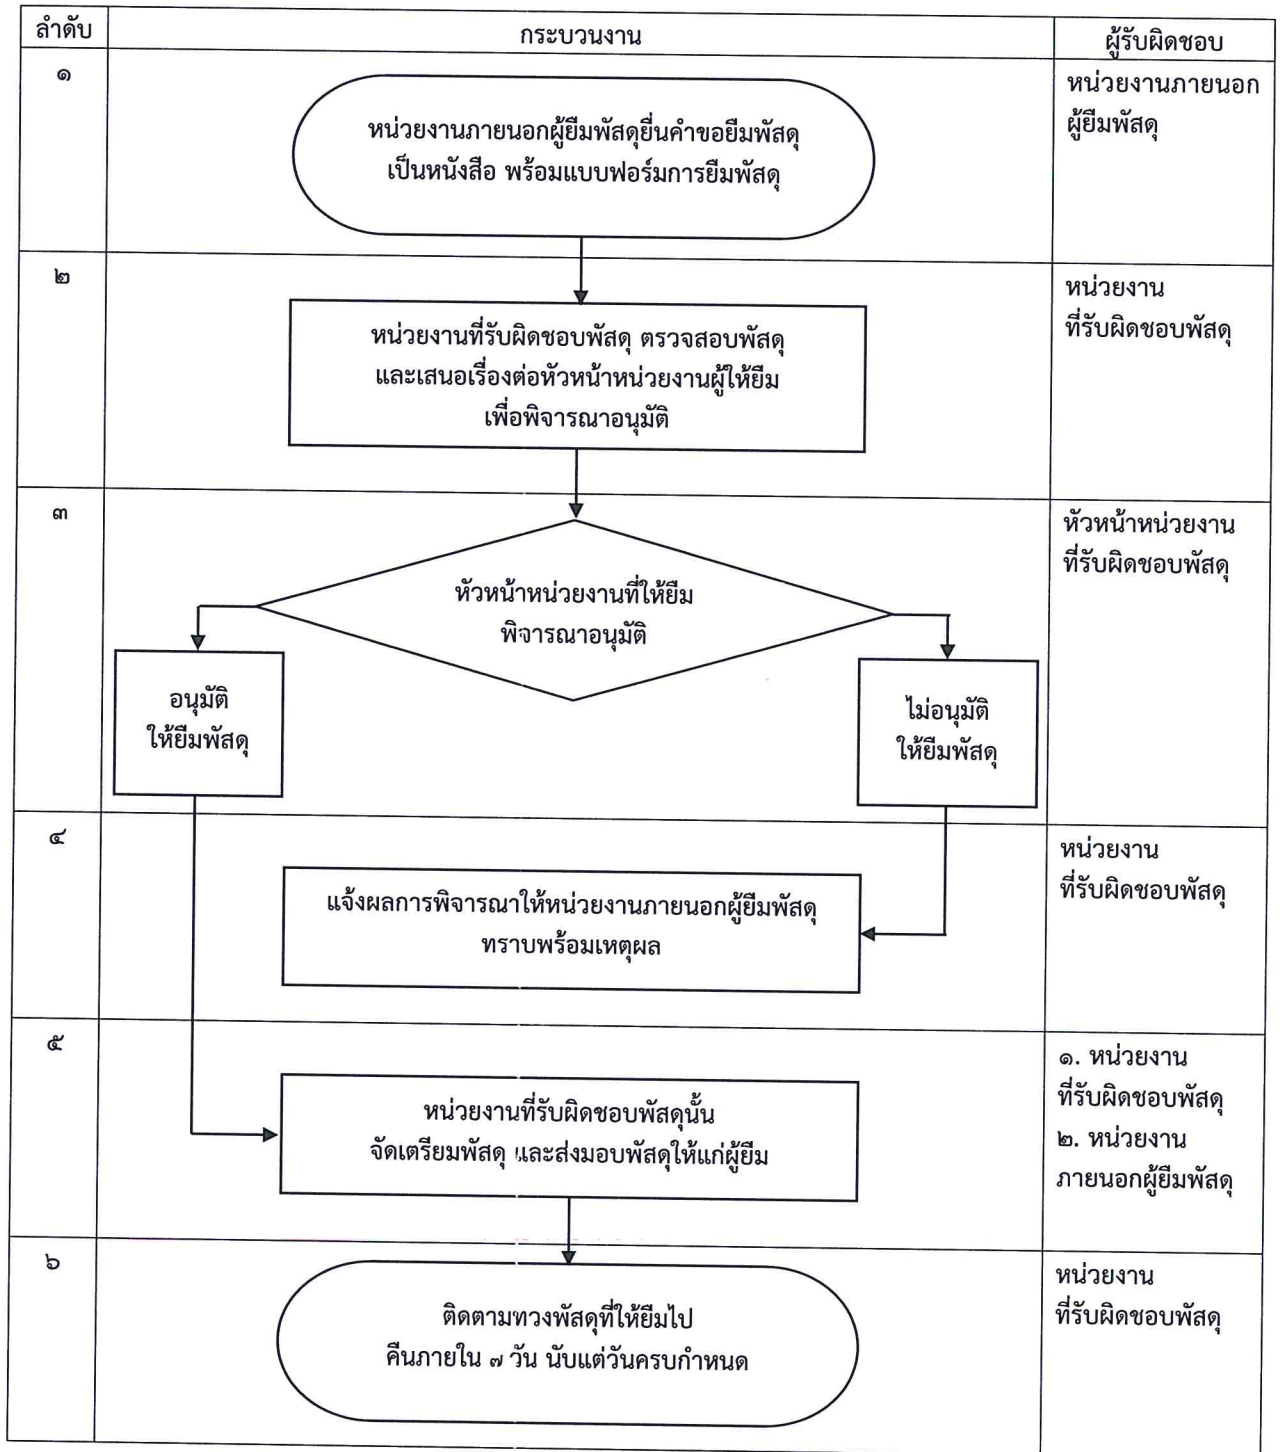 ลำดับ
กระบวนงาน
ผู้รับผิดชอบ
๑
หน่วยงานภายนอกผู้ยืมพัสดุยื่นคำขอยืมพัสดุ
เป็นหนังสือ พร้อมแบบฟอร์มการยืมพัสดุ
หน่วยงานภายนอก
ผู้ยืมพัสดุ
๒
หน่วยงานที่รับผิดชอบพัสดุ ตรวจสอบพัสดุ
และเสนอเรื่องต่อหัวหน้าหน่วยงานผู้ให้ยืม
เพื่อพิจารณาอนุมัติ
หน่วยงาน
ที่รับผิดชอบพัสดุ
๓
หัวหน้าหน่วยงานที่ให้ยืม
พิจารณาอนุมัติ
อนุมัติ
ให้ยืมพัสดุ
ไม่อนุมัติ
ให้ยืมพัสดุ
หัวหน้าหน่วยงาน
ที่รับผิดชอบพัสดุ
๔
แจ้งผลการพิจารณาให้หน่วยงานภายนอกผู้ยืมพัสดุ
ทราบพร้อมเหตุผล
หน่วยงาน
ที่รับผิดชอบพัสดุ
๕
หน่วยงานที่รับผิดชอบพัสดุนั้น
จัดเตรียมพัสดุ และส่งมอบพัสดุให้แก่ผู้ยืม
๑. หน่วยงาน
ที่รับผิดชอบพัสดุ
๒. หน่วยงาน
ภายนอกผู้ยืมพัสดุ
๖
ติดตามทวงพัสดุที่ให้ยืมไป
คืนภายใน ๗ วัน นับแต่วันครบกำหนด
หน่วยงาน
ที่รับผิดชอบพัสดุ